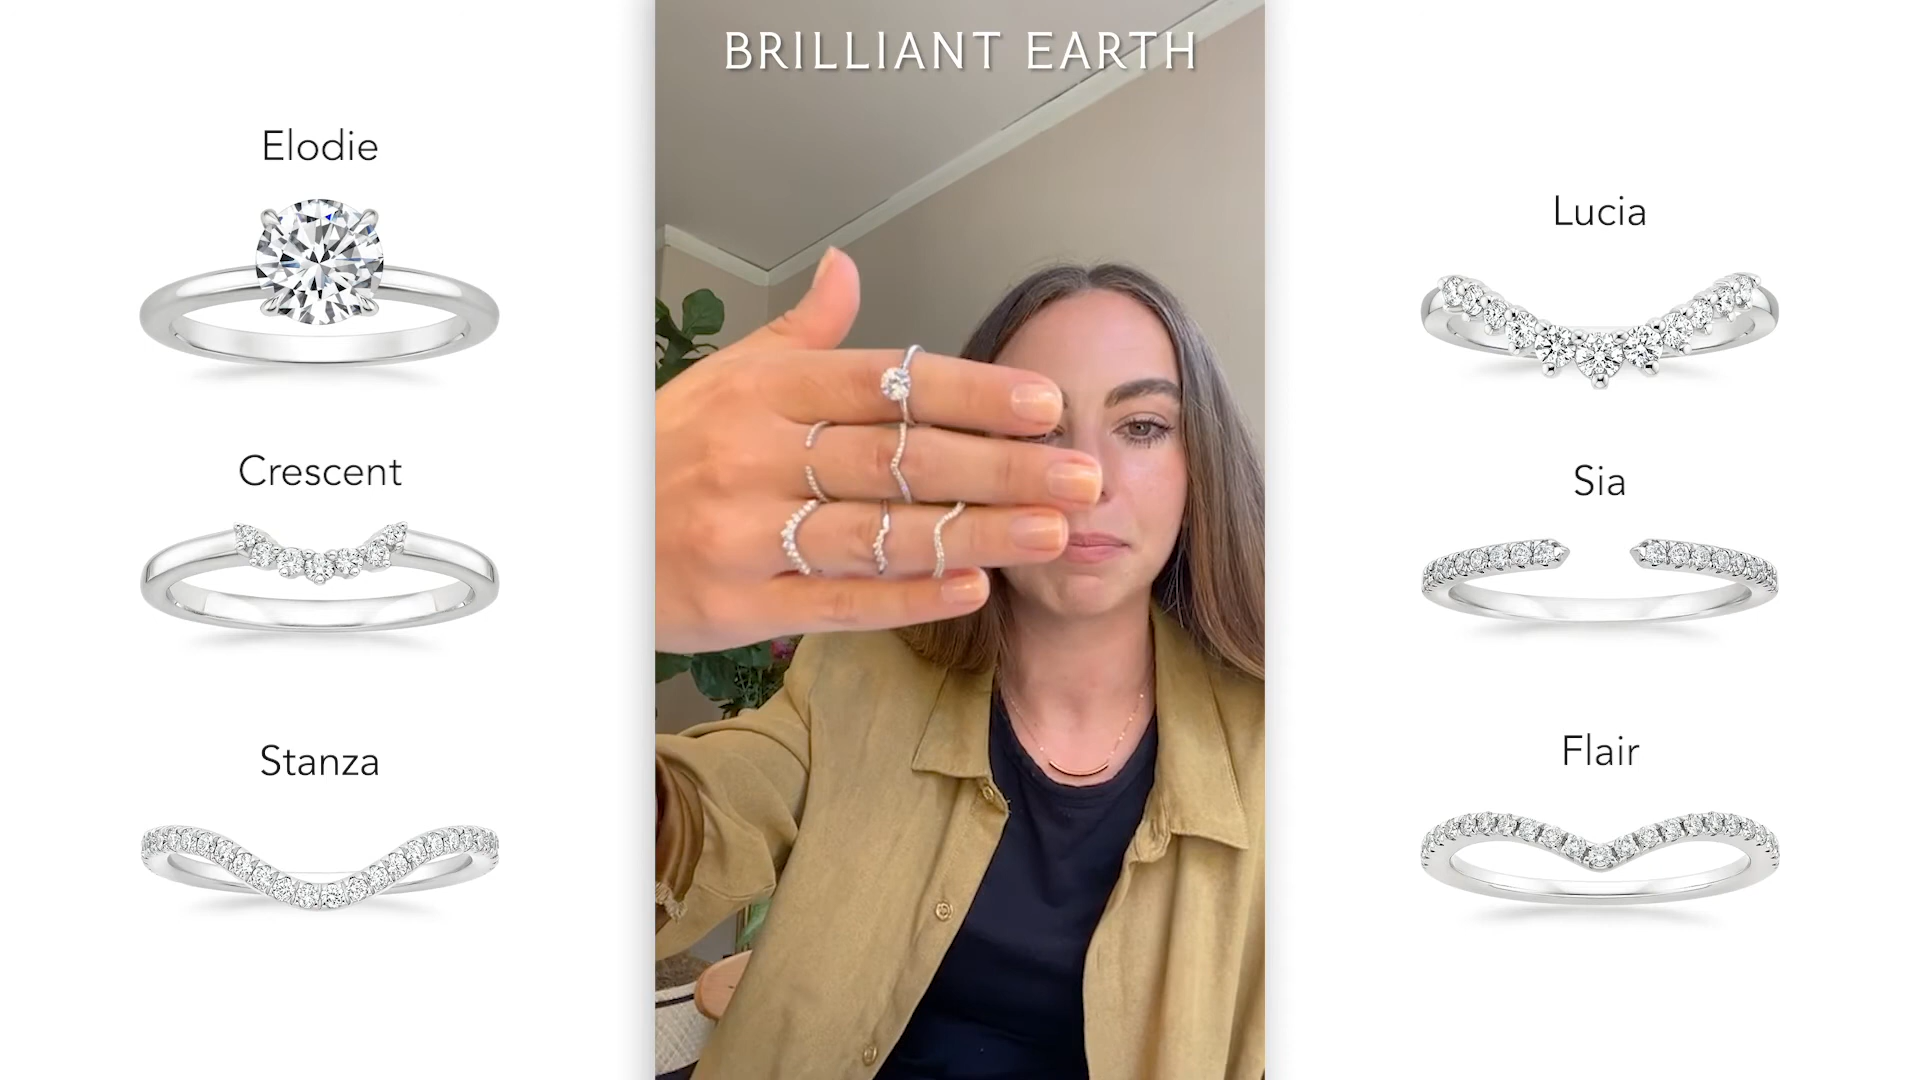 BRILLIANT EARTH
Elodie
Crescent
Stanza
Lucia
Sia
Flair